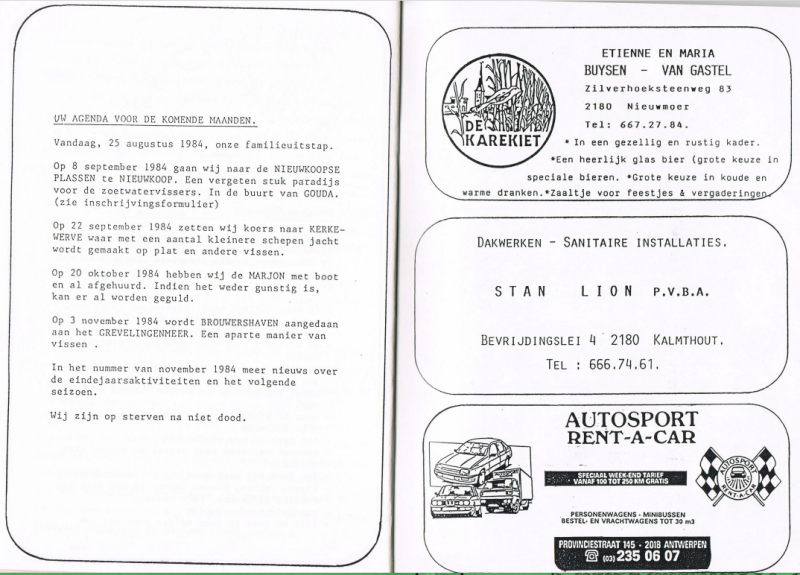 UW AGENDA VOOR DE KOMENDE MAANDEN.
Vandaag, 25 augustus 1984, onze familieuitstap.
Op 8 september 1984 gaan wij naar de NIEUWKOOPSE
PLASSEN te NIEUWKOOP. Een vergeten stuk paradijs
voor de zoetwatervissers. In de buurt van GOUDA.
(zie inschrijvingsformulier)
Op 22 september 1984 zetten wij koers naar KERKE-
WERVE waar met een aantal kleinere schepen jacht
wordt gemaakt op plat en andere vissen.
Op 20 oktober 1984 hebben wij de MARJON met boot
en al afgehuurd. Indien het weder gunstig is,
kan er al worden geguld.
Op 3 november 1984 wordt BROUWERSHAVEN aangedaan
aan het GREVELINGENMEER. Een aparte manier van
vissen .
In het nummer van november 1984 meer nieuws over
de eindejaarsaktiviteiten en het volgende
seizoen.
Wij zijn op sterven na niet dood.
DE
KAREKIET
ETIENNE EN MARIA
BUYSEN - VAN GASTEL
Zilverhoeksteenweg 83
2180 Nieuwmoer
Tel: 667.27.84.
* In een gezellig en rustig kader.
*Een heerlijk glas bier (grote keuze in
speciale bieren. *Grote keuze in koude en
warme dranken.*Zaaltje voor feestjes & vergaderingen.
DAKWERKEN - SANITAIRE INSTALLATIES.
STAN LION P.V.B.A.
BEVRIJDINGSLEI 4 2180 KALMTHOUT.
TEL : 666.74.61.
AUTOSPORT
RENT-A-CAR
SPECIAAL WEEK-END TARIEF
VANAF 100 TOT 250 KM GRATIS
AUTOSPORT
RENT-A-CAR
PERSONENWAGENS - MINIBUSSEN
BESTEL- EN VRACHTWAGENS TOT 30 m3
PROVINCIESTRAAT 145 - 2018 ANTWERPEN
☎ (03) 235 06 07